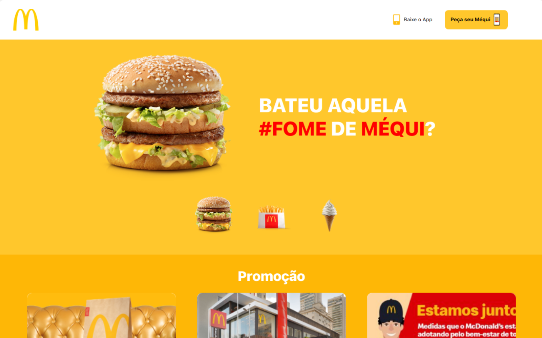 Baixe o App
Peça seu Méqui
BATEU AQUELA
#FOME DE MÉQUI?
Promoção
Estamos junto
Medidas que o McDonald's est
adotando pelo bem-estar de to